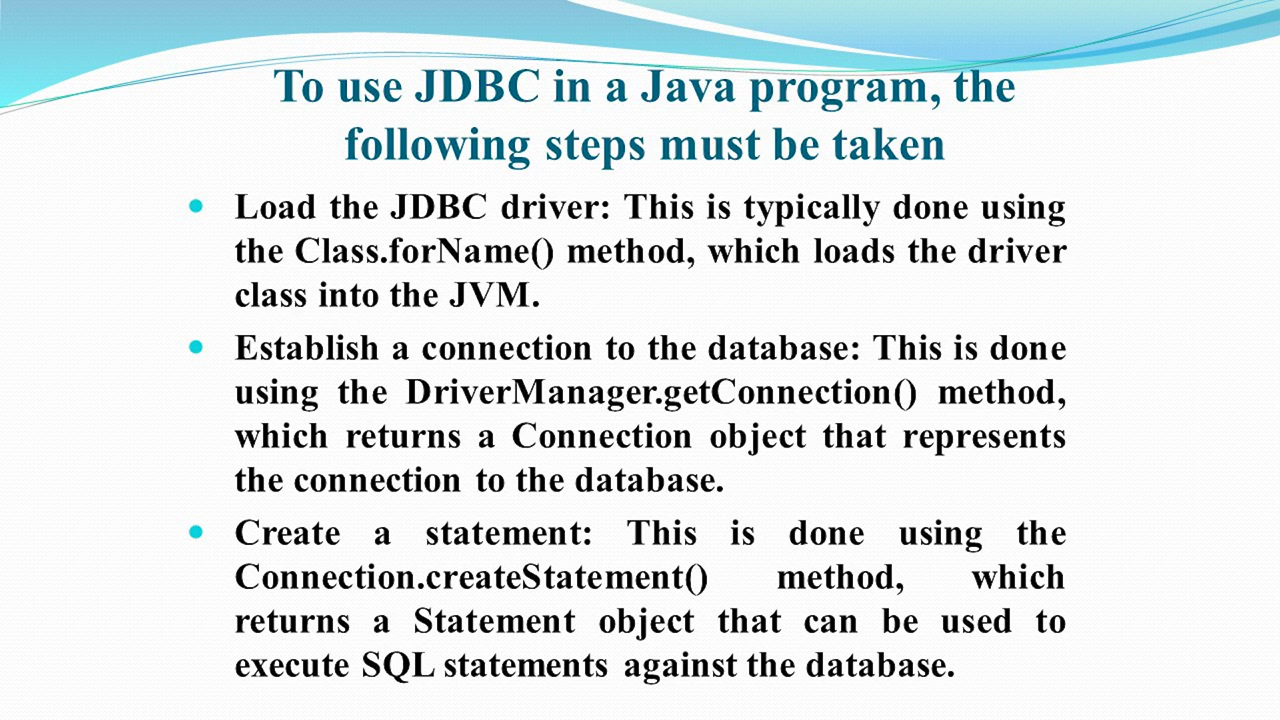 To use JDBC in a Java program, the
following steps must be taken
Load the JDBC driver: This is typically done using
the Class.forName() method, which loads the driver
class into the JVM.
Establish a connection to the database: This is done
using the DriverManager.getConnection() method,
which returns a Connection object that represents
the connection to the database.
Create a statement: This is done using the
Connection.createStatement() method, which
returns a Statement object that can be used to
execute SQL statements against the database.